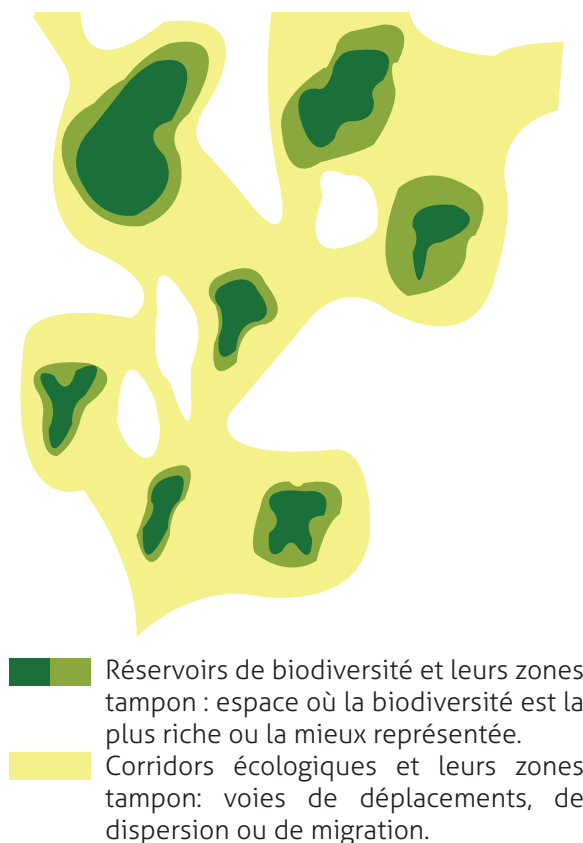 Réservoirs de biodiversité et leurs zones
tampon : espace où la biodiversité est la
plus riche ou la mieux représentée.
Corridors écologiques et leurs zones
tampon: voies de déplacements, de
dispersion ou de migration.